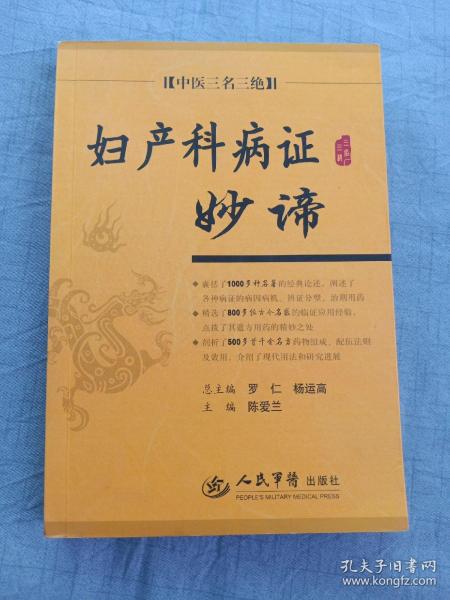 【中医三名三绝】
妇产科病证
妙谛
◆囊括了1000多种名著的经典论述，阐述了
各种病证的病因病机、辨证分型、治则用药
◆精选了800多位古今名医的临证应用经验，
点拨了其遣方用药的精妙之处
◆剖析了500多首千金名方药物组成、配伍法则
及效用，介绍了现代用法和研究进展
总主编 罗仁 杨运高
主编 陈爱兰
人民军医出版社
PEOPLE'S MILITARY MEDICAL PRESS
孔夫子旧书网
www.kongfz.com